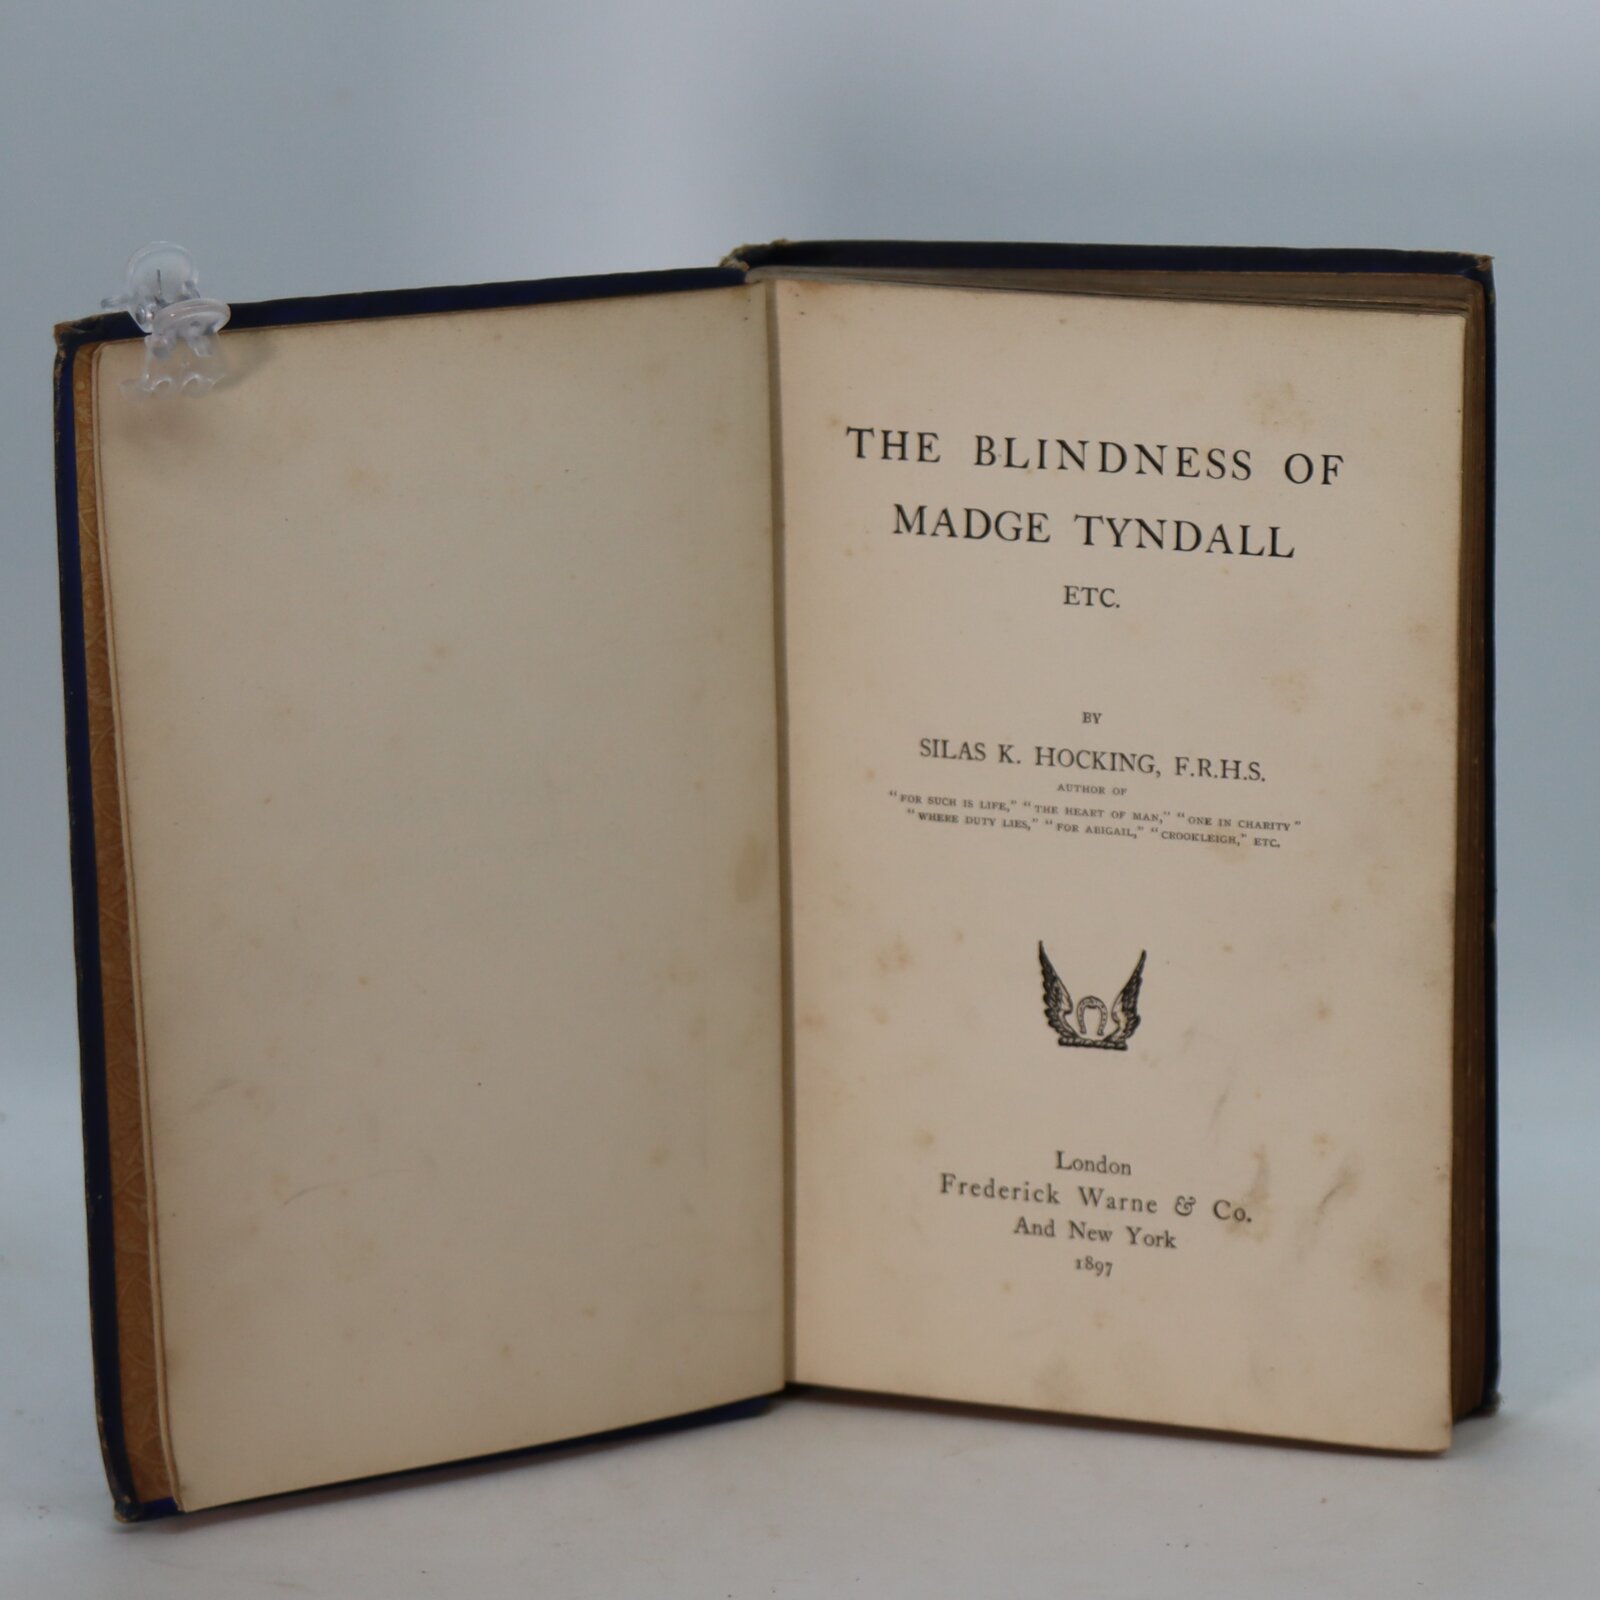 THE BLINDNESS OF
MADGE TYNDALL
ETC.
BY
SILAS K. HOCKING, F.R.H.S.
AUTHOR OF
"FOR SUCH IS LIFE," "THE HEART OF MAN," "ONE IN CHARITY"
"WHERE DUTY LIES," "FOR ABIGAIL," "CROOKLEIGH," ETC.
London
Frederick Warne & Co.
And New York
1897